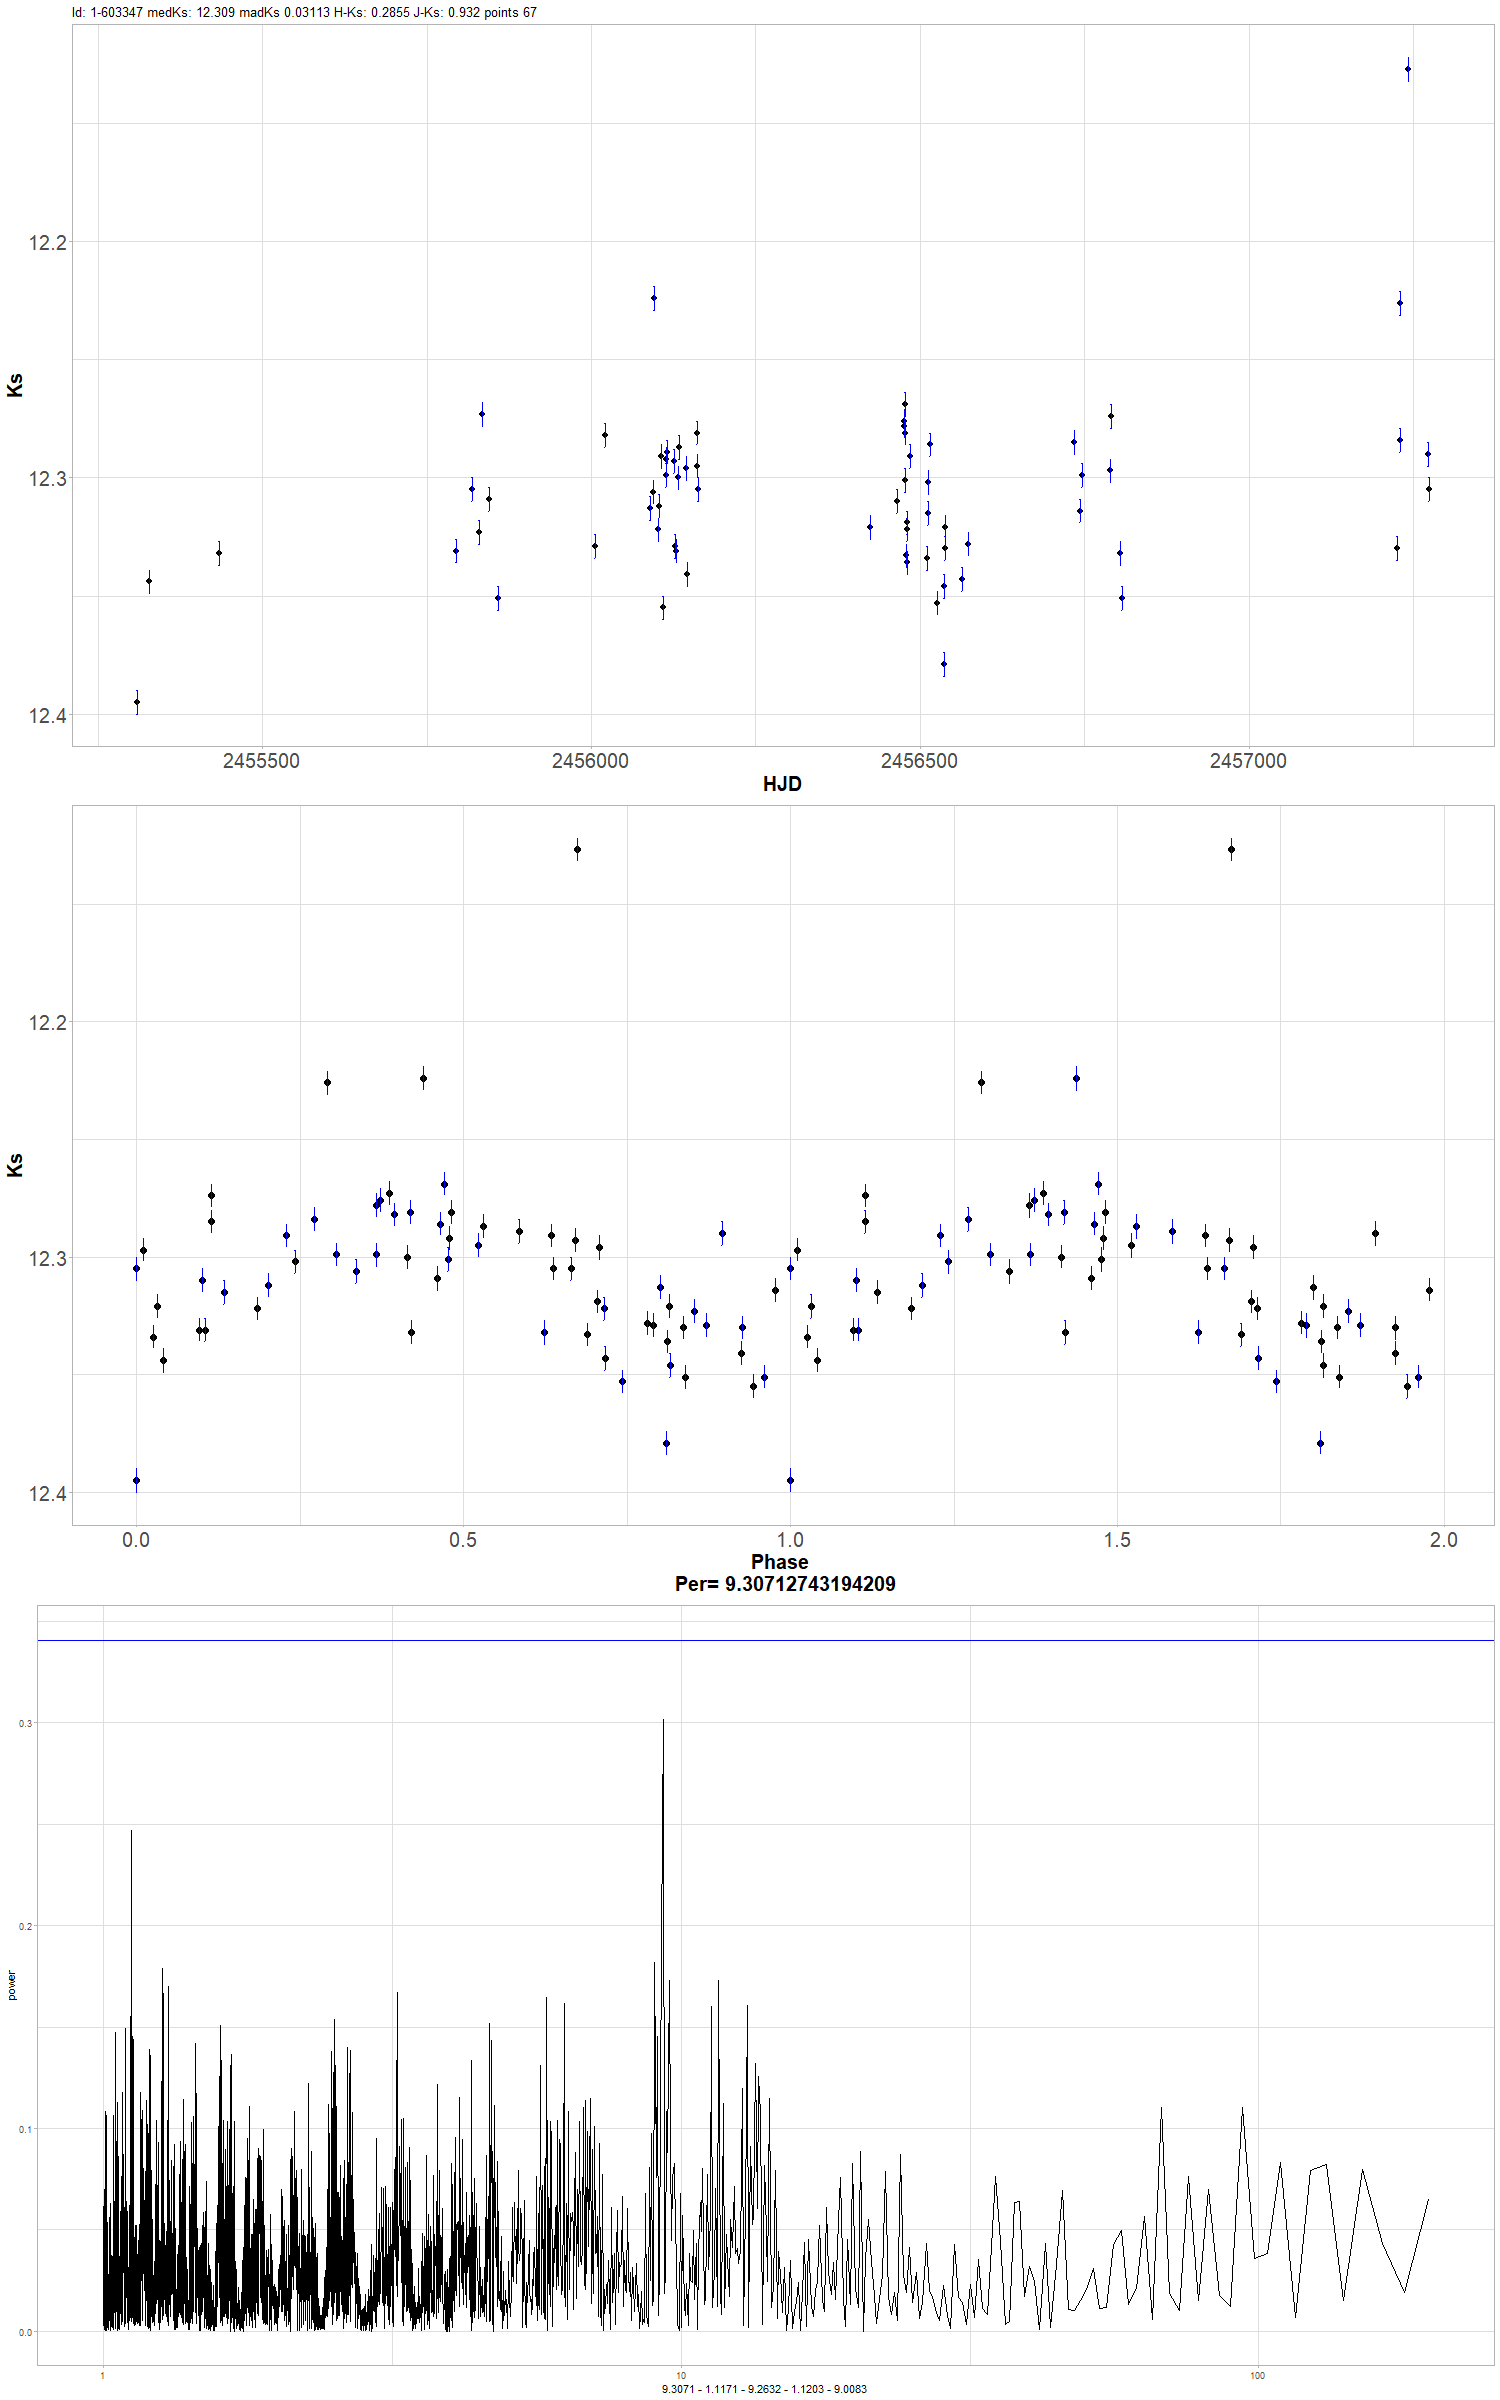 Id: 1-603347 medKs: 12.309 madKs 0.03113 H-Ks: 0.2855 J-Ks: 0.932 points 67
12.2
12.3
12.4
Ks
2455500 2456000 2456500 2457000
HJD
12.2
12.3
12.4
Ks
0.0 0.5 1.0 1.5 2.0
Phase
Per= 9.30712743194209
0.3
0.2
0.1
0.0
power
1 10 100
9.3071 - 1.1171 - 9.2632 - 1.1203 - 9.0083